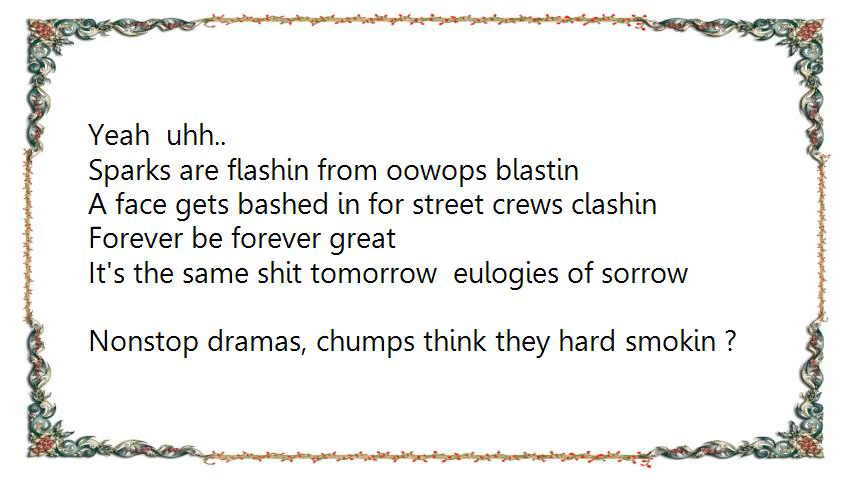 Yeah  uhh..
Sparks are flashin from oowops blastin
A face gets bashed in for street crews clashin
Forever be forever great
It's the same shit tomorrow  eulogies of sorrow
Nonstop dramas, chumps think they hard smokin ?